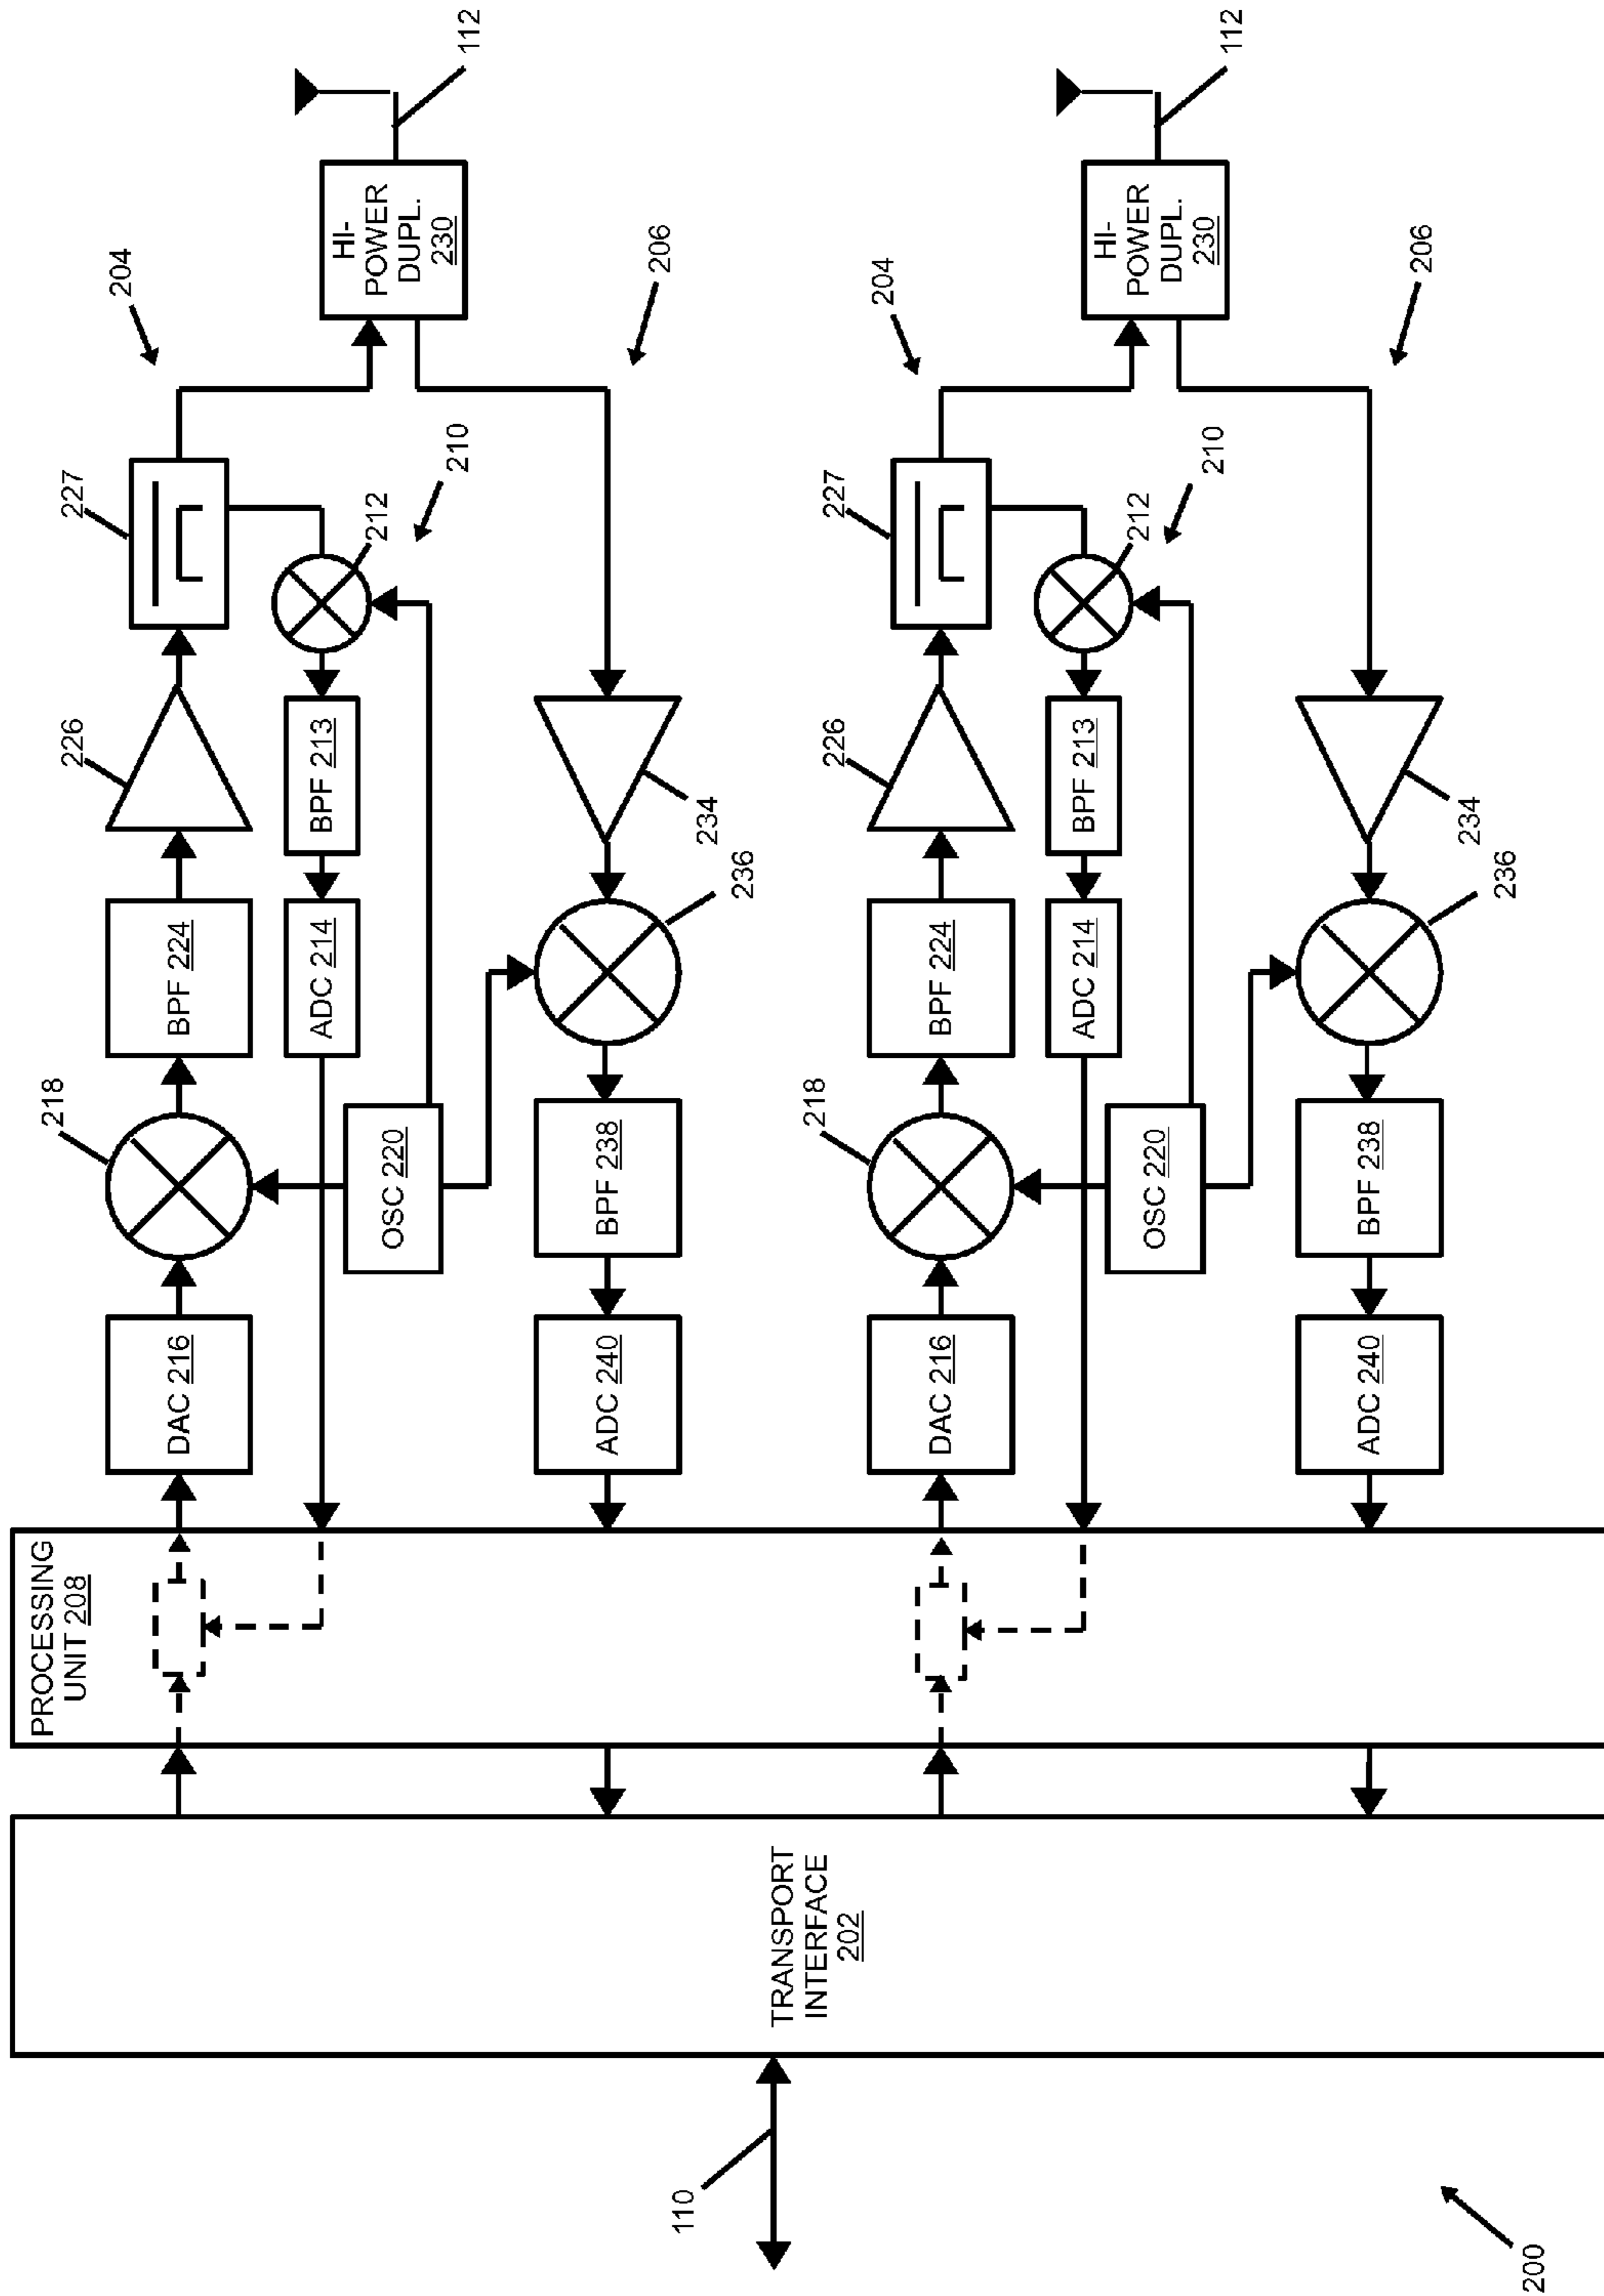 110
200
TRANSPORT
INTERFACE
202
PROCESSING
UNIT 208
DAC 216
218
BPF 224
226
227
204
ADC 214
BPF 213
212
210
OSC 220
HI-
POWER
DUPL.
230
112
ADC 240
BPF 238
236
234
206
DAC 216
218
BPF 224
226
227
204
ADC 214
BPF 213
212
210
OSC 220
HI-
POWER
DUPL.
230
112
ADC 240
BPF 238
236
234
206